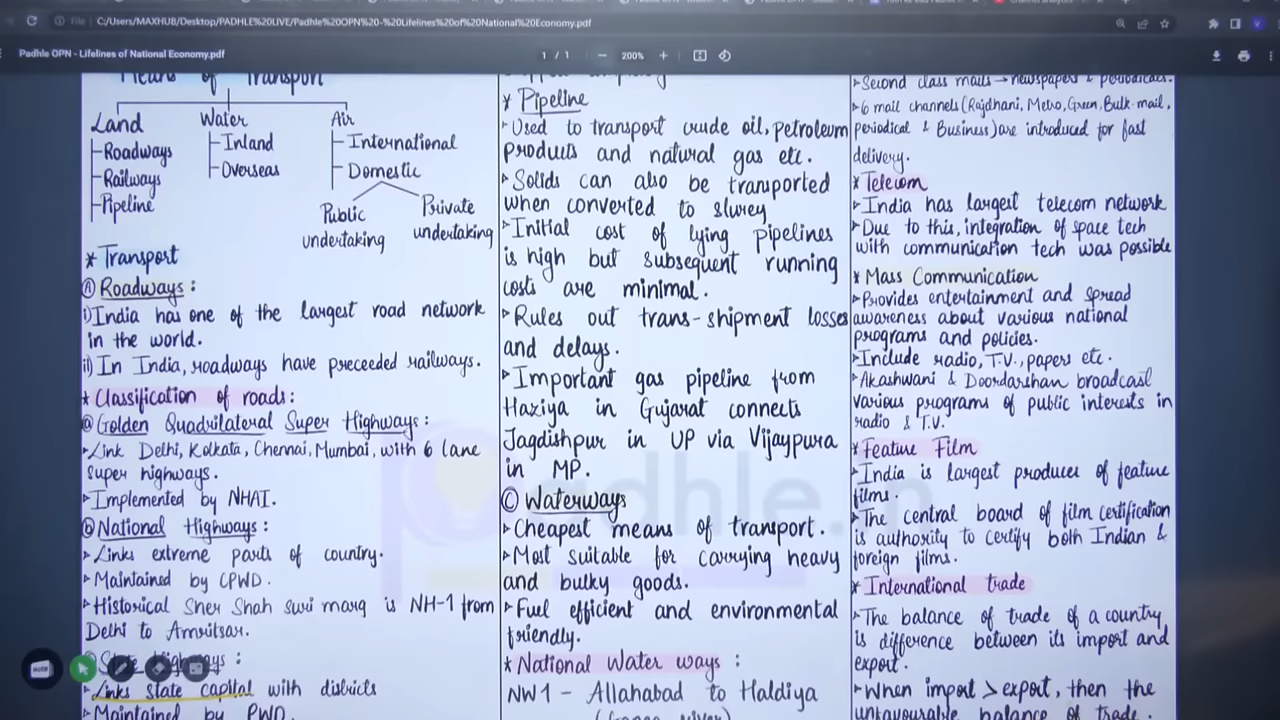 File
C:/Users/MAXHUB/Desktop/PADHLE%20LIVE/Padhle%20OPN%20-%20Lifelines%20of%20National%20Economy.pdf
Padhle OPN - Lifelines of National Economy.pdf
1 / 1
200%
Means of Transport
Land
Roadways
Railways
Pipeline
Water
Inland
Overseas
Air
International
Domestic
Public
undertaking
Private
undertaking
* Transport
Ⓐ Roadways :
i) India has one of the largest road network
in the world.
ii) In India, roadways have preceeded railways.
* Classification of roads :
ⓐ Golden Quadrilateral Super Highways :
▸ Link Delhi, Kolkata, Chennai, Mumbai, with 6 lane
super highways.
▸ Implemented by NHAI.
ⓑ National Highways :
▸ Links extreme parts of country.
▸ Maintained by CPWD.
▸ Historical Sher Shah suri marg is NH-1 from
Delhi to Amritsar.
State Highways :
▸ Links state capital with districts
▸ Maintained by PWD.
* Pipeline
▸ Used to transport crude oil, petroleum
products and natural gas etc.
▸ Solids can also be transported
when converted to slurry
▸ Initial cost of lying pipelines
is high but subsequent running
costs are minimal.
▸ Rules out trans-shipment losses
and delays.
▸ Important gas pipeline from
Haziya in Gujarat connects
Jagdishpur in UP via Vijaypura
in MP.
Ⓒ Waterways
▸ Cheapest means of transport.
▸ Most suitable for carrying heavy
and bulky goods.
▸ Fuel efficient and environmental
friendly.
* National Water ways :
NW1 - Allahabad to Haldiya
▸ Second class mails → newspapers & periodicals.
▸ 6 mail channels (Rajdhani, Metro, Green, Bulk mail,
periodical & Business) are introduced for fast
delivery.
* Telecom
▸ India has largest telecom network
▸ Due to this, integration of space tech
with communication tech was possible
* Mass Communication
▸ Provides entertainment and spread
awareness about various national
programs and policies.
▸ Include radio, T.V., papers etc.
▸ Akashwani & Doordarshan broadcast
various programs of public interests in
radio & T.V.
* Feature Film
▸ India is largest producer of feature
films.
▸ The central board of film certification
is authority to certify both Indian &
foreign films.
* International trade
▸ The balance of trade of a country
is difference between its import and
export.
▸ When import > export, then the
unfavourable balance of trade.
padhle.in